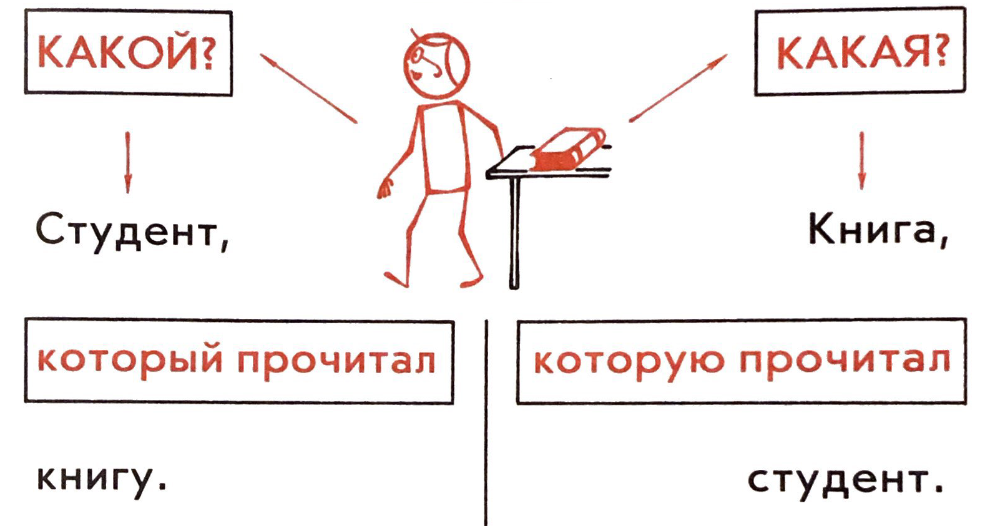 КАКОЙ?
Студент,
который прочитал
книгу.
КАКАЯ?
Книга,
которую прочитал
студент.